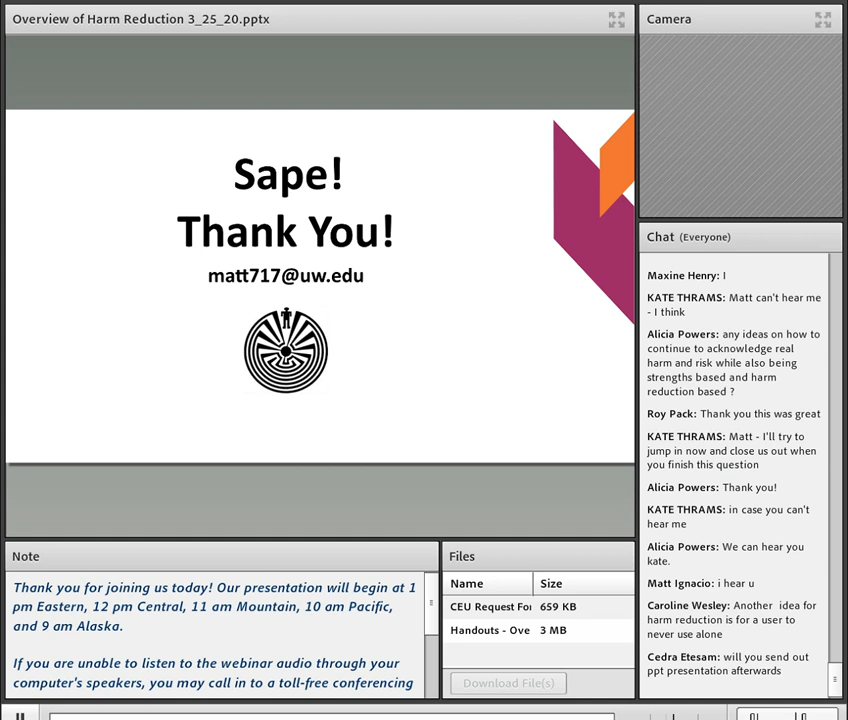 Overview of Harm Reduction 3_25_20.pptx
Sape!
Thank You!
matt717@uw.edu
Camera
Chat (Everyone)
Maxine Henry: I
KATE THRAMS: Matt can't hear me
- I think
Alicia Powers: any ideas on how to
continue to acknowledge real
harm and risk while also being
strengths based and harm
reduction based ?
Roy Pack: Thank you this was great
KATE THRAMS: Matt - I'll try to
jump in now and close us out when
you finish this question
Alicia Powers: Thank you!
KATE THRAMS: in case you can't
hear me
Alicia Powers: We can hear you
kate.
Matt Ignacio: i hear u
Caroline Wesley: Another idea for
harm reduction is for a user to
never use alone
Cedra Etesam: will you send out
ppt presentation afterwards
Note
Thank you for joining us today! Our presentation will begin at 1
pm Eastern, 12 pm Central, 11 am Mountain, 10 am Pacific,
and 9 am Alaska.
If you are unable to listen to the webinar audio through your
computer's speakers, you may call in to a toll-free conferencing
Files
Name Size
CEU Request For 659 KB
Handouts - Ove 3 MB
Download File(s)